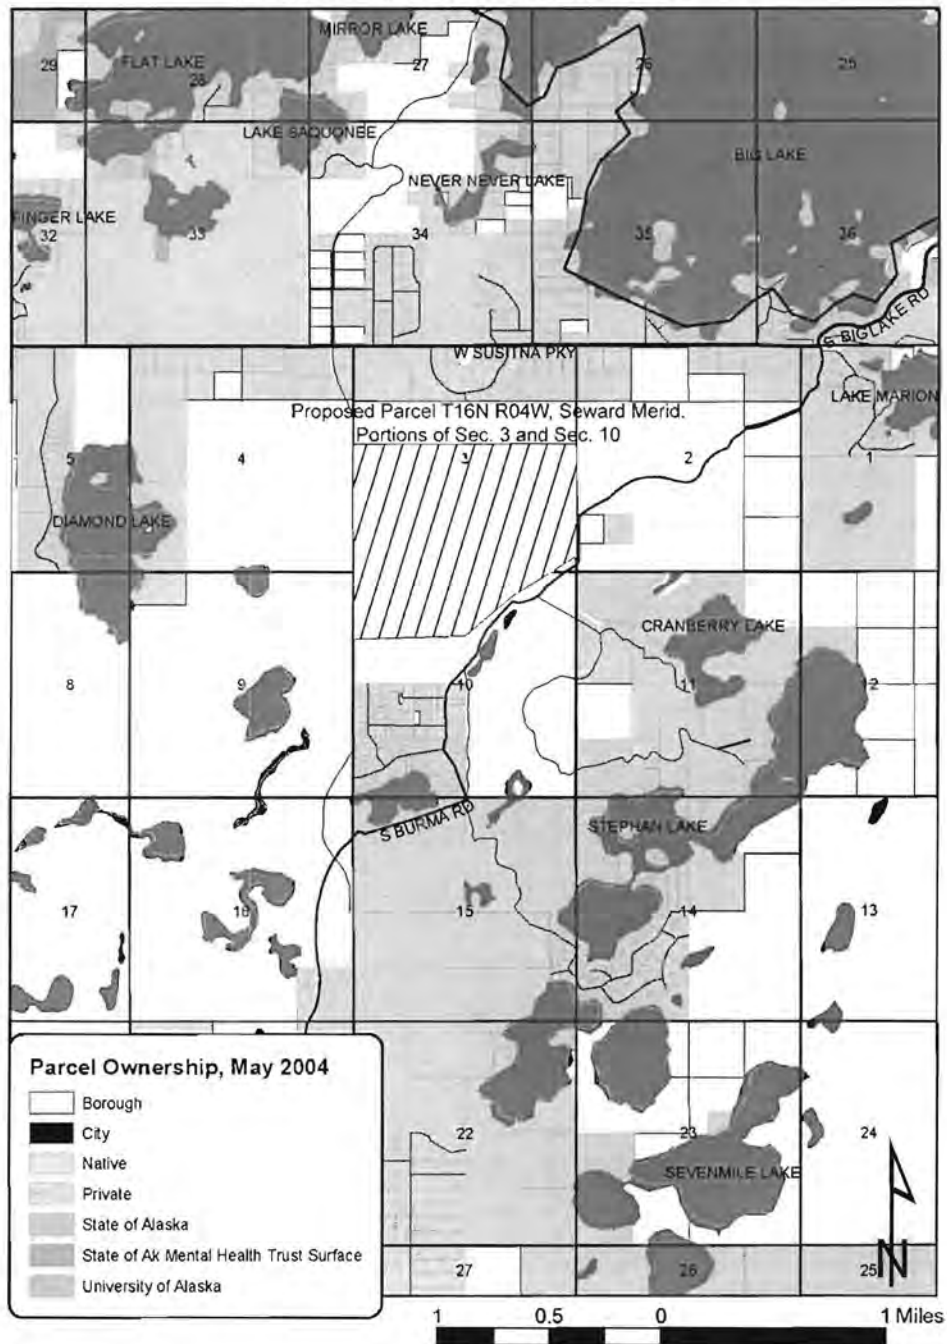 MIRROR LAKE
29
FLAT LAKE
27
26
25
28
LAKE SAQUONEE
BIG LAKE
NEVER NEVER LAKE
FINGER LAKE
32
33
34
35
36
S BIG LAKE RD
W SUSITNA PKY
LAKE MARION
Proposed Parcel T16N R04W, Seward Merid.
Portions of Sec. 3 and Sec. 10
5
4
3
2
1
DIAMOND LAKE
CRANBERRY LAKE
8
9
10
11
12
S BURMA RD
STEPHAN LAKE
17
16
15
14
13
Parcel Ownership, May 2004
Borough
City
Native
Private
State of Alaska
State of Ak Mental Health Trust Surface
University of Alaska
22
23
24
SEVENMILE LAKE
27
26
25
N
1 0.5 0 1 Miles